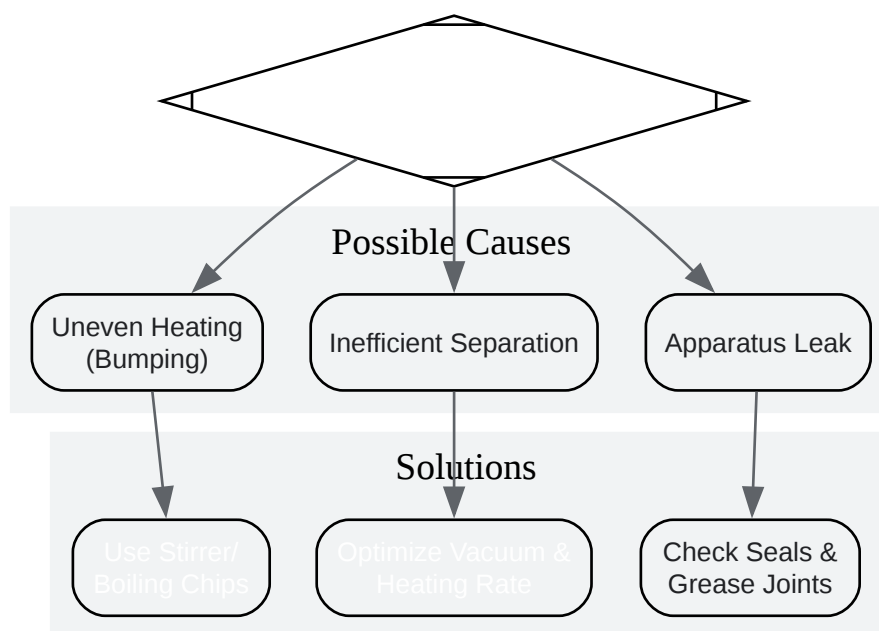 Possible Causes
Uneven Heating
(Bumping)
Inefficient Separation
Apparatus Leak
Solutions
Use Stirrer/
Boiling Chips
Optimize Vacuum &
Heating Rate
Check Seals &
Grease Joints